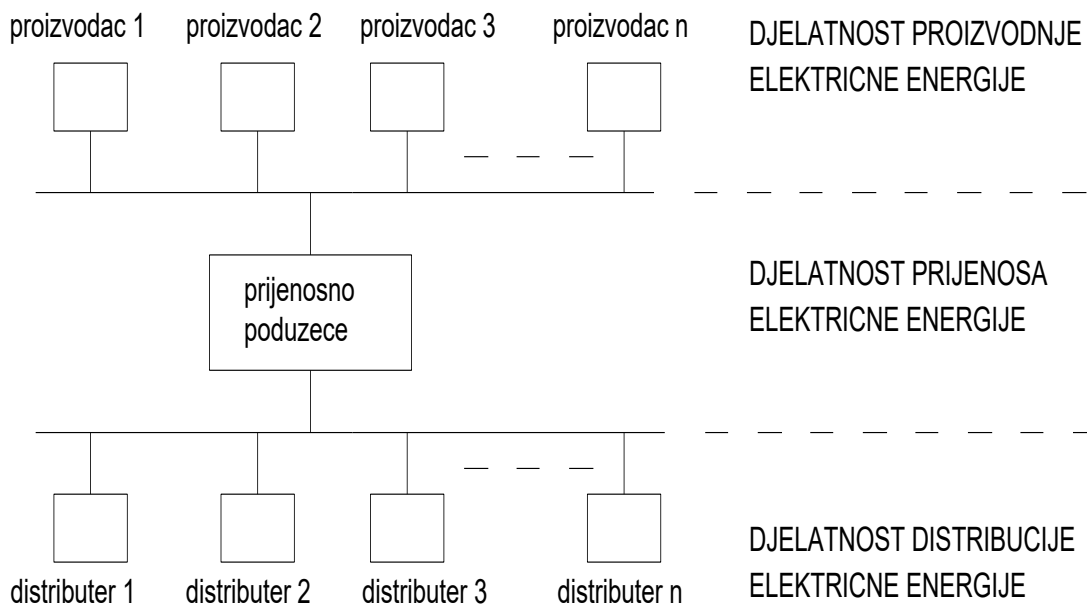 proizvodac 1
proizvodac 2
proizvodac 3
proizvodac n
DJELATNOST PROIZVODNJE
ELEKTRICNE ENERGIJE
prijenosno
poduzece
DJELATNOST PRIJENOSA
ELEKTRICNE ENERGIJE
distributer 1
distributer 2
distributer 3
distributer n
DJELATNOST DISTRIBUCIJE
ELEKTRICNE ENERGIJE